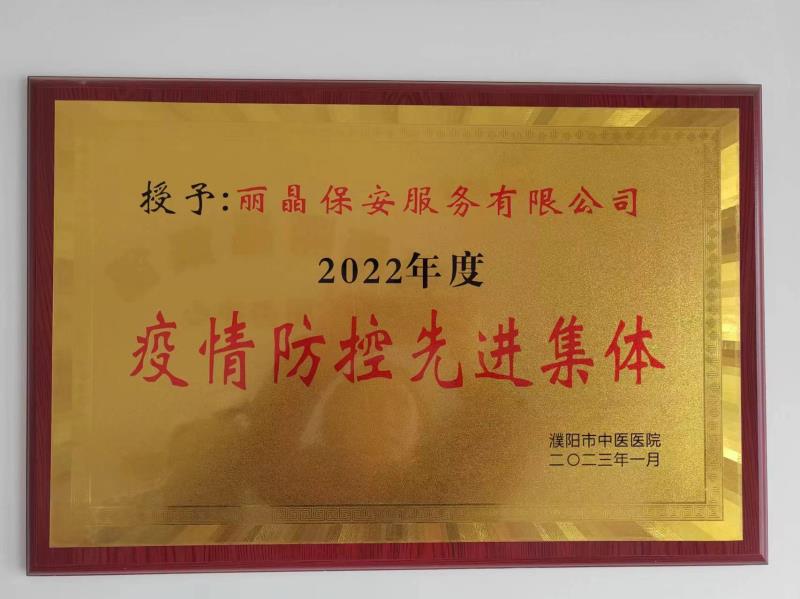 授予:丽晶保安服务有限公司
2022年度
疫情防控先进集体
濮阳市中医医院
二〇二三年一月